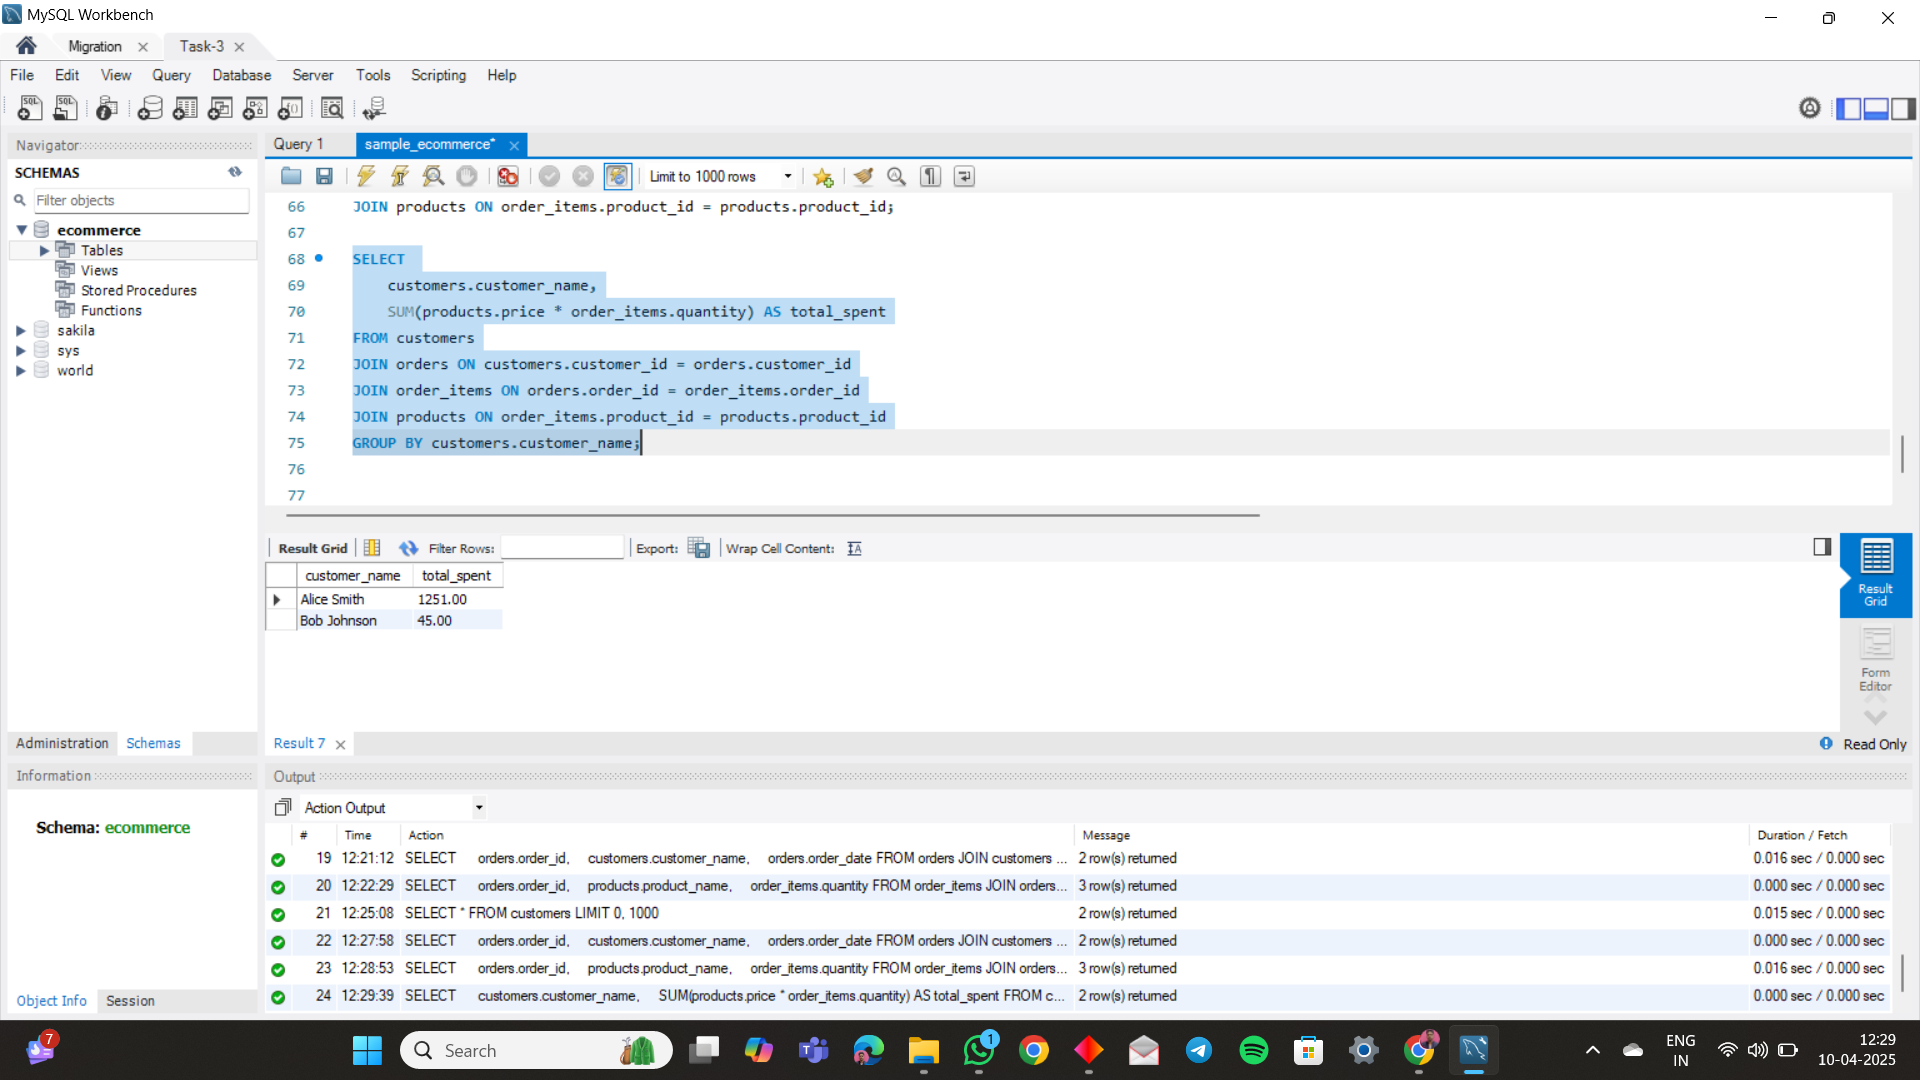 MySQL Workbench
Migration
Task-3
File Edit View Query Database Server Tools Scripting Help
Navigator
SCHEMAS
Filter objects
ecommerce
Tables
Views
Stored Procedures
Functions
sakila
sys
world
Administration Schemas
Information
Schema: ecommerce
Object Info Session
Query 1
sample_ecommerce*
Limit to 1000 rows
66 JOIN products ON order_items.product_id = products.product_id;
67
68 SELECT
69 customers.customer_name,
70 SUM(products.price * order_items.quantity) AS total_spent
71 FROM customers
72 JOIN orders ON customers.customer_id = orders.customer_id
73 JOIN order_items ON orders.order_id = order_items.order_id
74 JOIN products ON order_items.product_id = products.product_id
75 GROUP BY customers.customer_name;
76
77
Result Grid Filter Rows: Export: Wrap Cell Content:
customer_name total_spent
Alice Smith 1251.00
Bob Johnson 45.00
Result
Grid
Form
Editor
Result 7
Read Only
Output
Action Output
# Time Action Message Duration / Fetch
19 12:21:12 SELECT orders.order_id, customers.customer_name, orders.order_date FROM orders JOIN customers ... 2 row(s) returned 0.016 sec / 0.000 sec
20 12:22:29 SELECT orders.order_id, products.product_name, order_items.quantity FROM order_items JOIN orders... 3 row(s) returned 0.000 sec / 0.000 sec
21 12:25:08 SELECT * FROM customers LIMIT 0, 1000 2 row(s) returned 0.015 sec / 0.000 sec
22 12:27:58 SELECT orders.order_id, customers.customer_name, orders.order_date FROM orders JOIN customers ... 2 row(s) returned 0.000 sec / 0.000 sec
23 12:28:53 SELECT orders.order_id, products.product_name, order_items.quantity FROM order_items JOIN orders... 3 row(s) returned 0.016 sec / 0.000 sec
24 12:29:39 SELECT customers.customer_name, SUM(products.price * order_items.quantity) AS total_spent FROM c... 2 row(s) returned 0.000 sec / 0.000 sec
7
Search
1
ENG
IN
12:29
10-04-2025